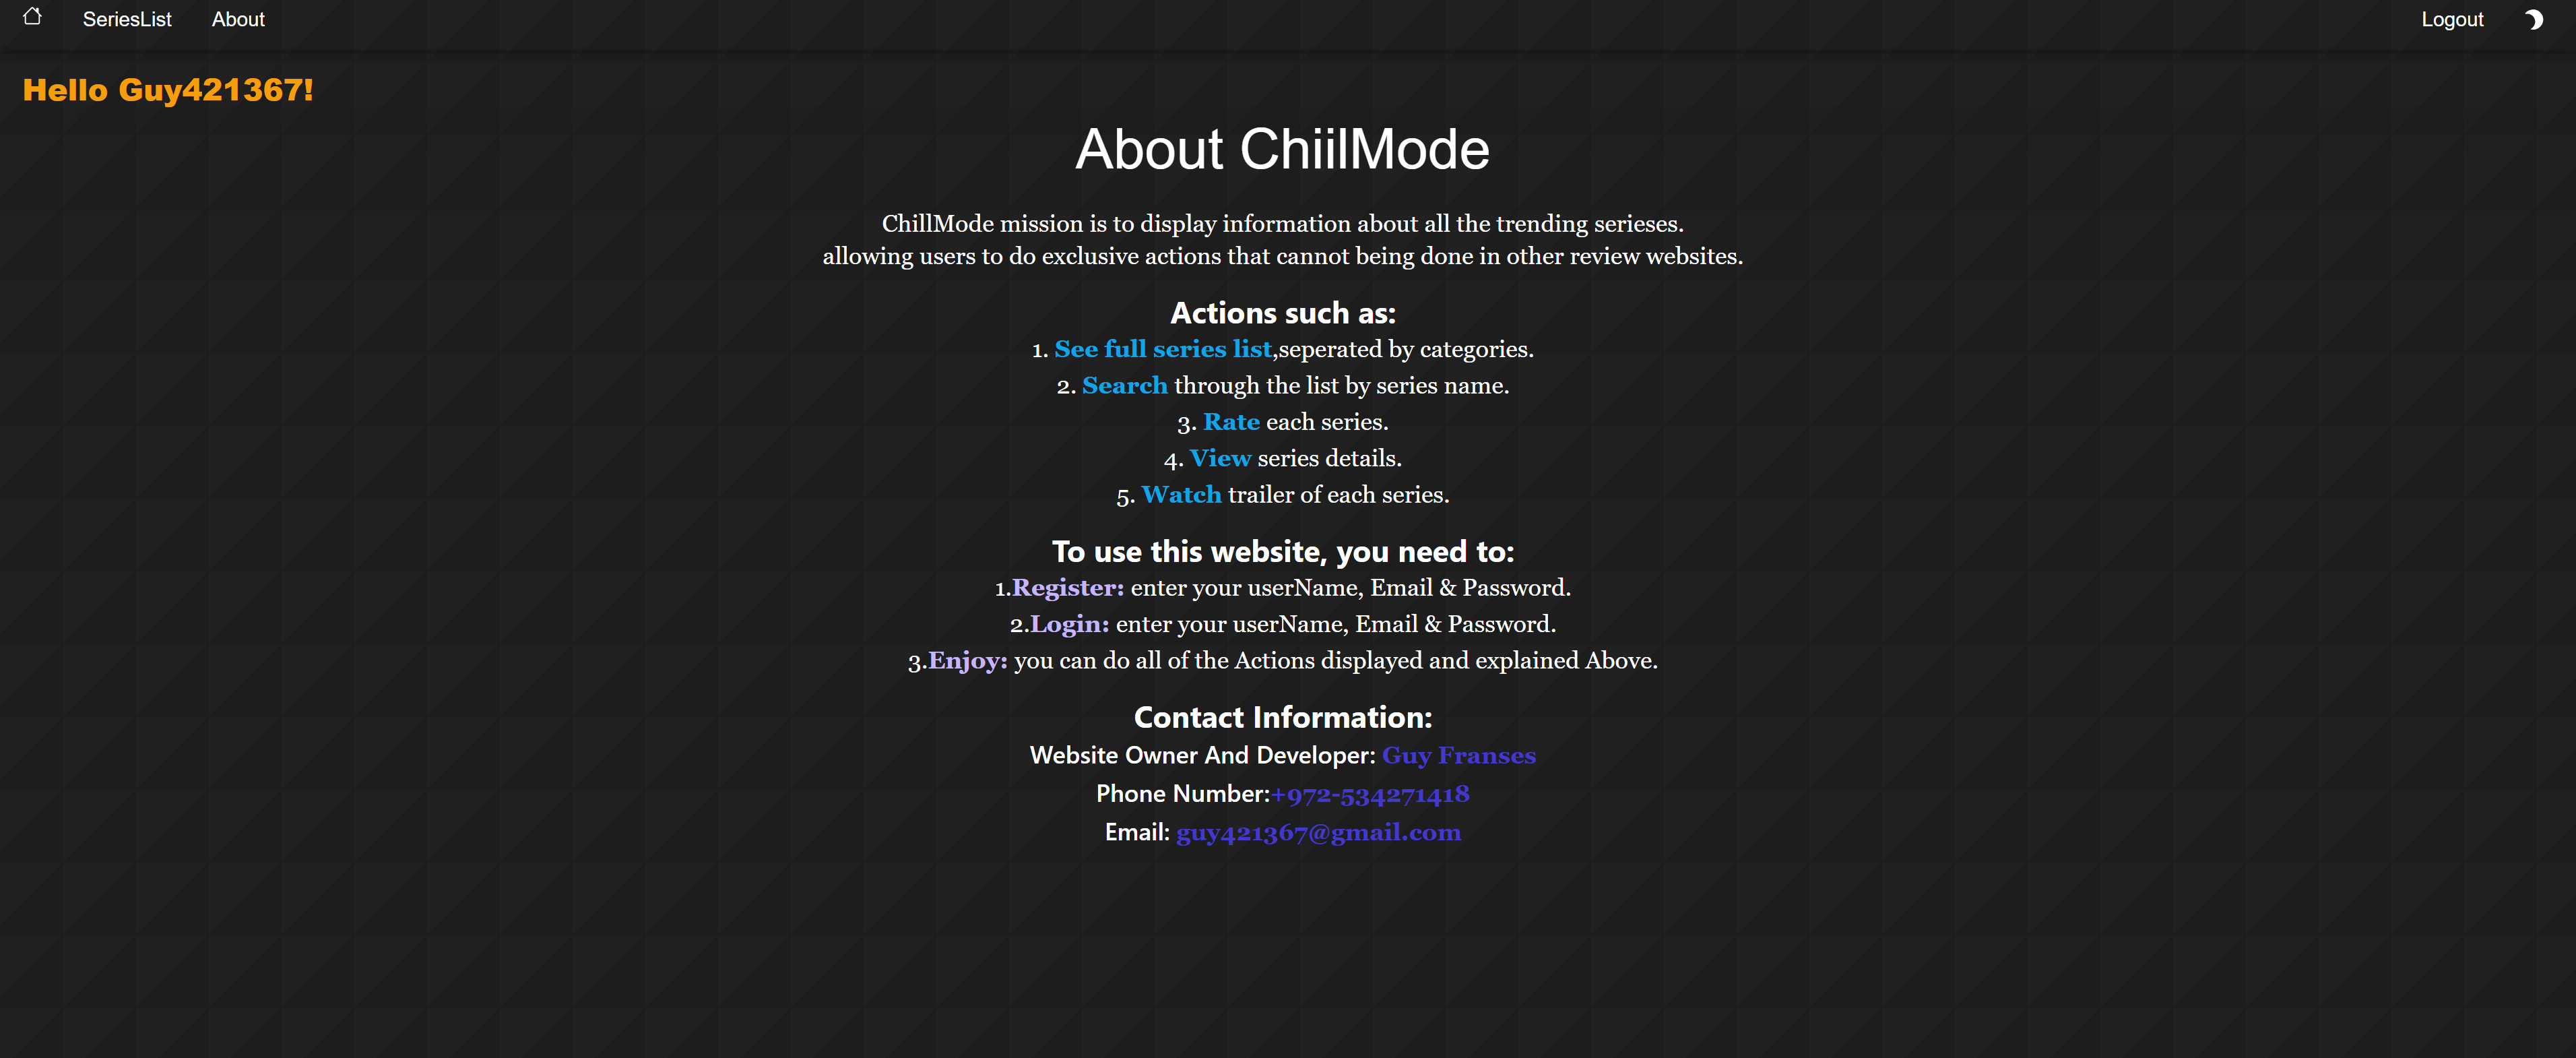 SeriesList About Logout
Hello Guy421367!
About ChiilMode
ChillMode mission is to display information about all the trending serieses.
allowing users to do exclusive actions that cannot being done in other review websites.
Actions such as:
1. See full series list,seperated by categories.
2. Search through the list by series name.
3. Rate each series.
4. View series details.
5. Watch trailer of each series.
To use this website, you need to:
1.Register: enter your userName, Email & Password.
2.Login: enter your userName, Email & Password.
3.Enjoy: you can do all of the Actions displayed and explained Above.
Contact Information:
Website Owner And Developer: Guy Franses
Phone Number:+972-534271418
Email: guy421367@gmail.com